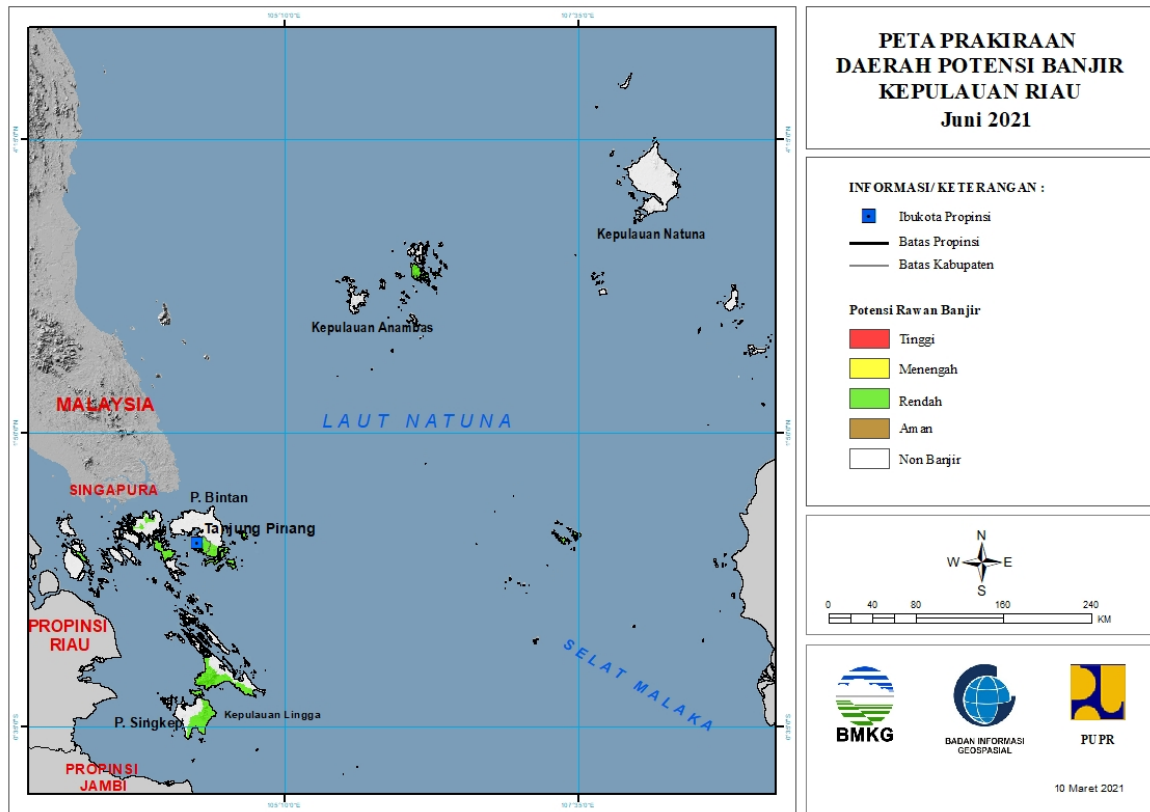 PETA PRAKIRAAN
DAERAH POTENSI BANJIR
KEPULAUAN RIAU
Juni 2021
INFORMASI/ KETERANGAN :
Ibukota Propinsi
Batas Propinsi
Batas Kabupaten
Potensi Rawan Banjir
Tinggi
Menengah
Rendah
Aman
Non Banjir
N
W E
S
0 40 80 160 240
KM
BMKG
BADAN INFORMASI
GEOSPASIAL
PUPR
10 Maret 2021
Kepulauan Natuna
Kepulauan Anambas
MALAYSIA
LAUT NATUNA
SINGAPURA
P. Bintan
Tanjung Pinang
PROPINSI
RIAU
SELAT MALAKA
Kepulauan Lingga
P. Singkep
PROPINSI
JAMBI